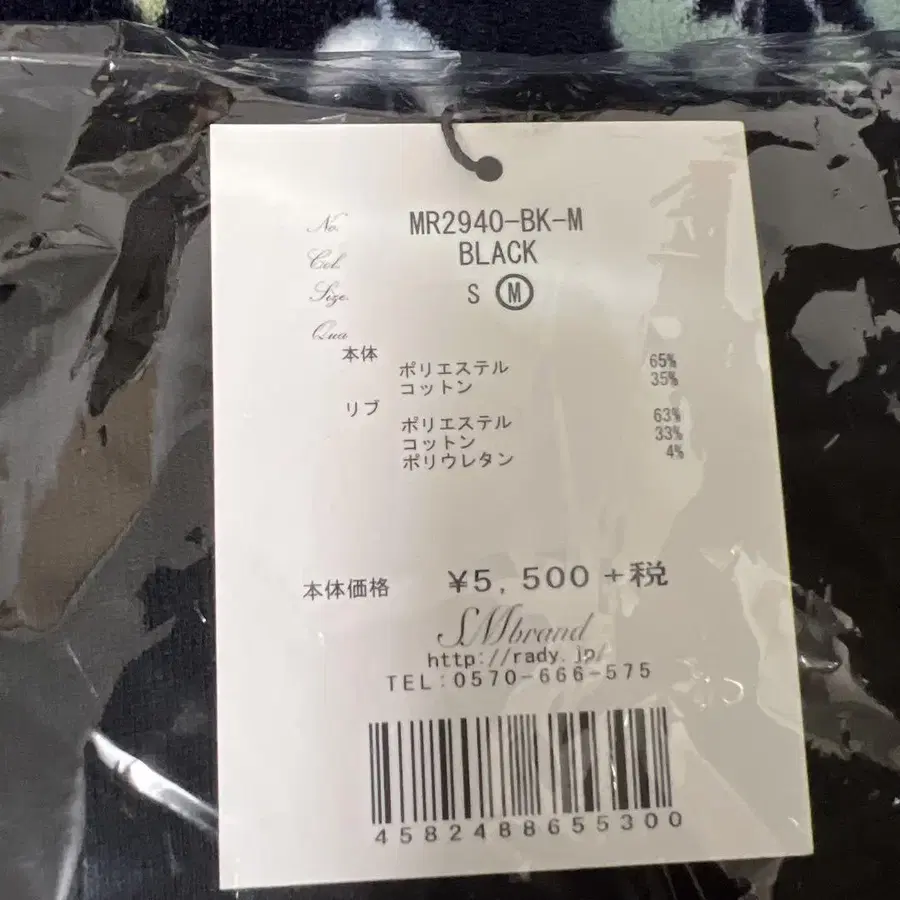 No. MR2940-BK-M
Col. BLACK
Size. S M
Qua
本体
ポリエステル 65%
コットン 35%
リブ
ポリエステル 63%
コットン 33%
ポリウレタン 4%
本体価格 ¥5,500+税
SMbrand
http://rady.jp/
TEL:0570-666-575
4582488655300